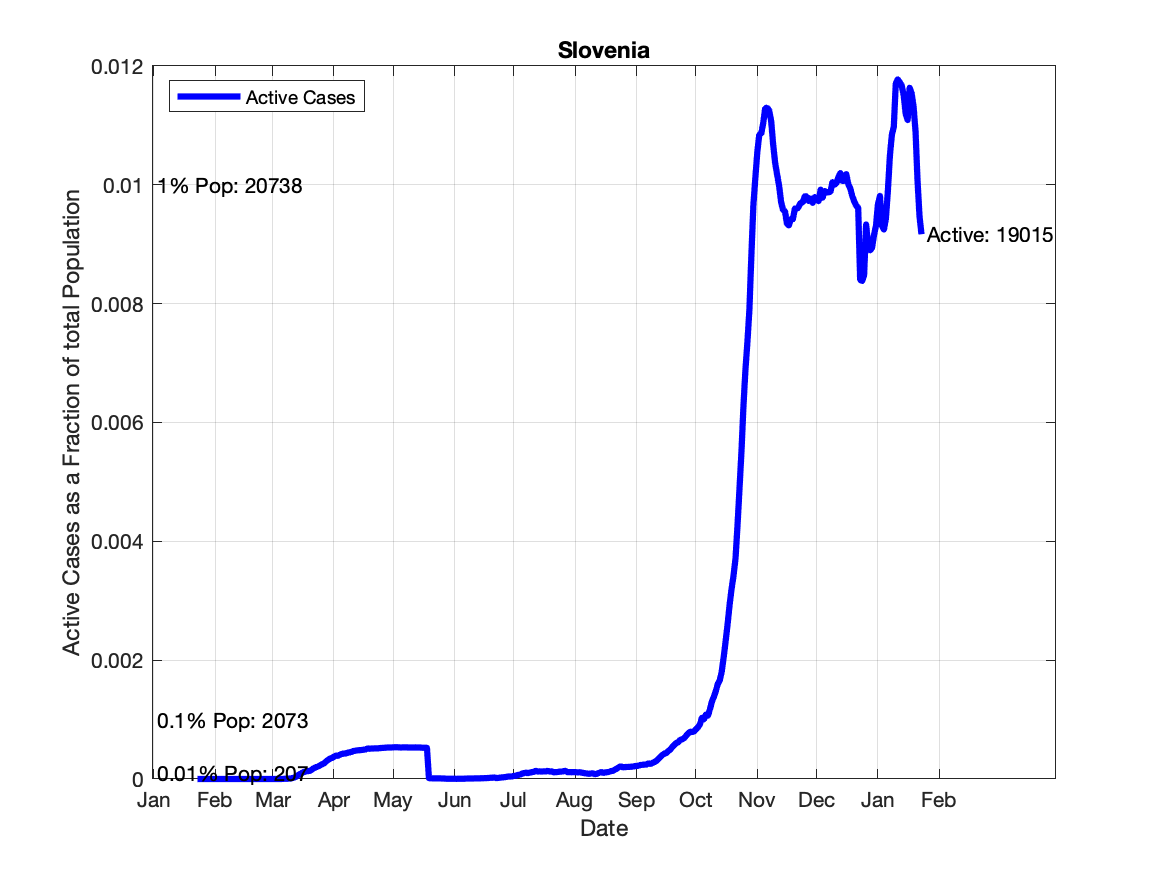 Slovenia
0.012
Active Cases
0.01
1% Pop: 20738
Active: 19015
0.008
0.006
0.004
0.002
0.1% Pop: 2073
0.01% Pop: 207
0
Active Cases as a Fraction of total Population
Jan Feb Mar Apr May Jun Jul Aug Sep Oct Nov Dec Jan Feb
Date